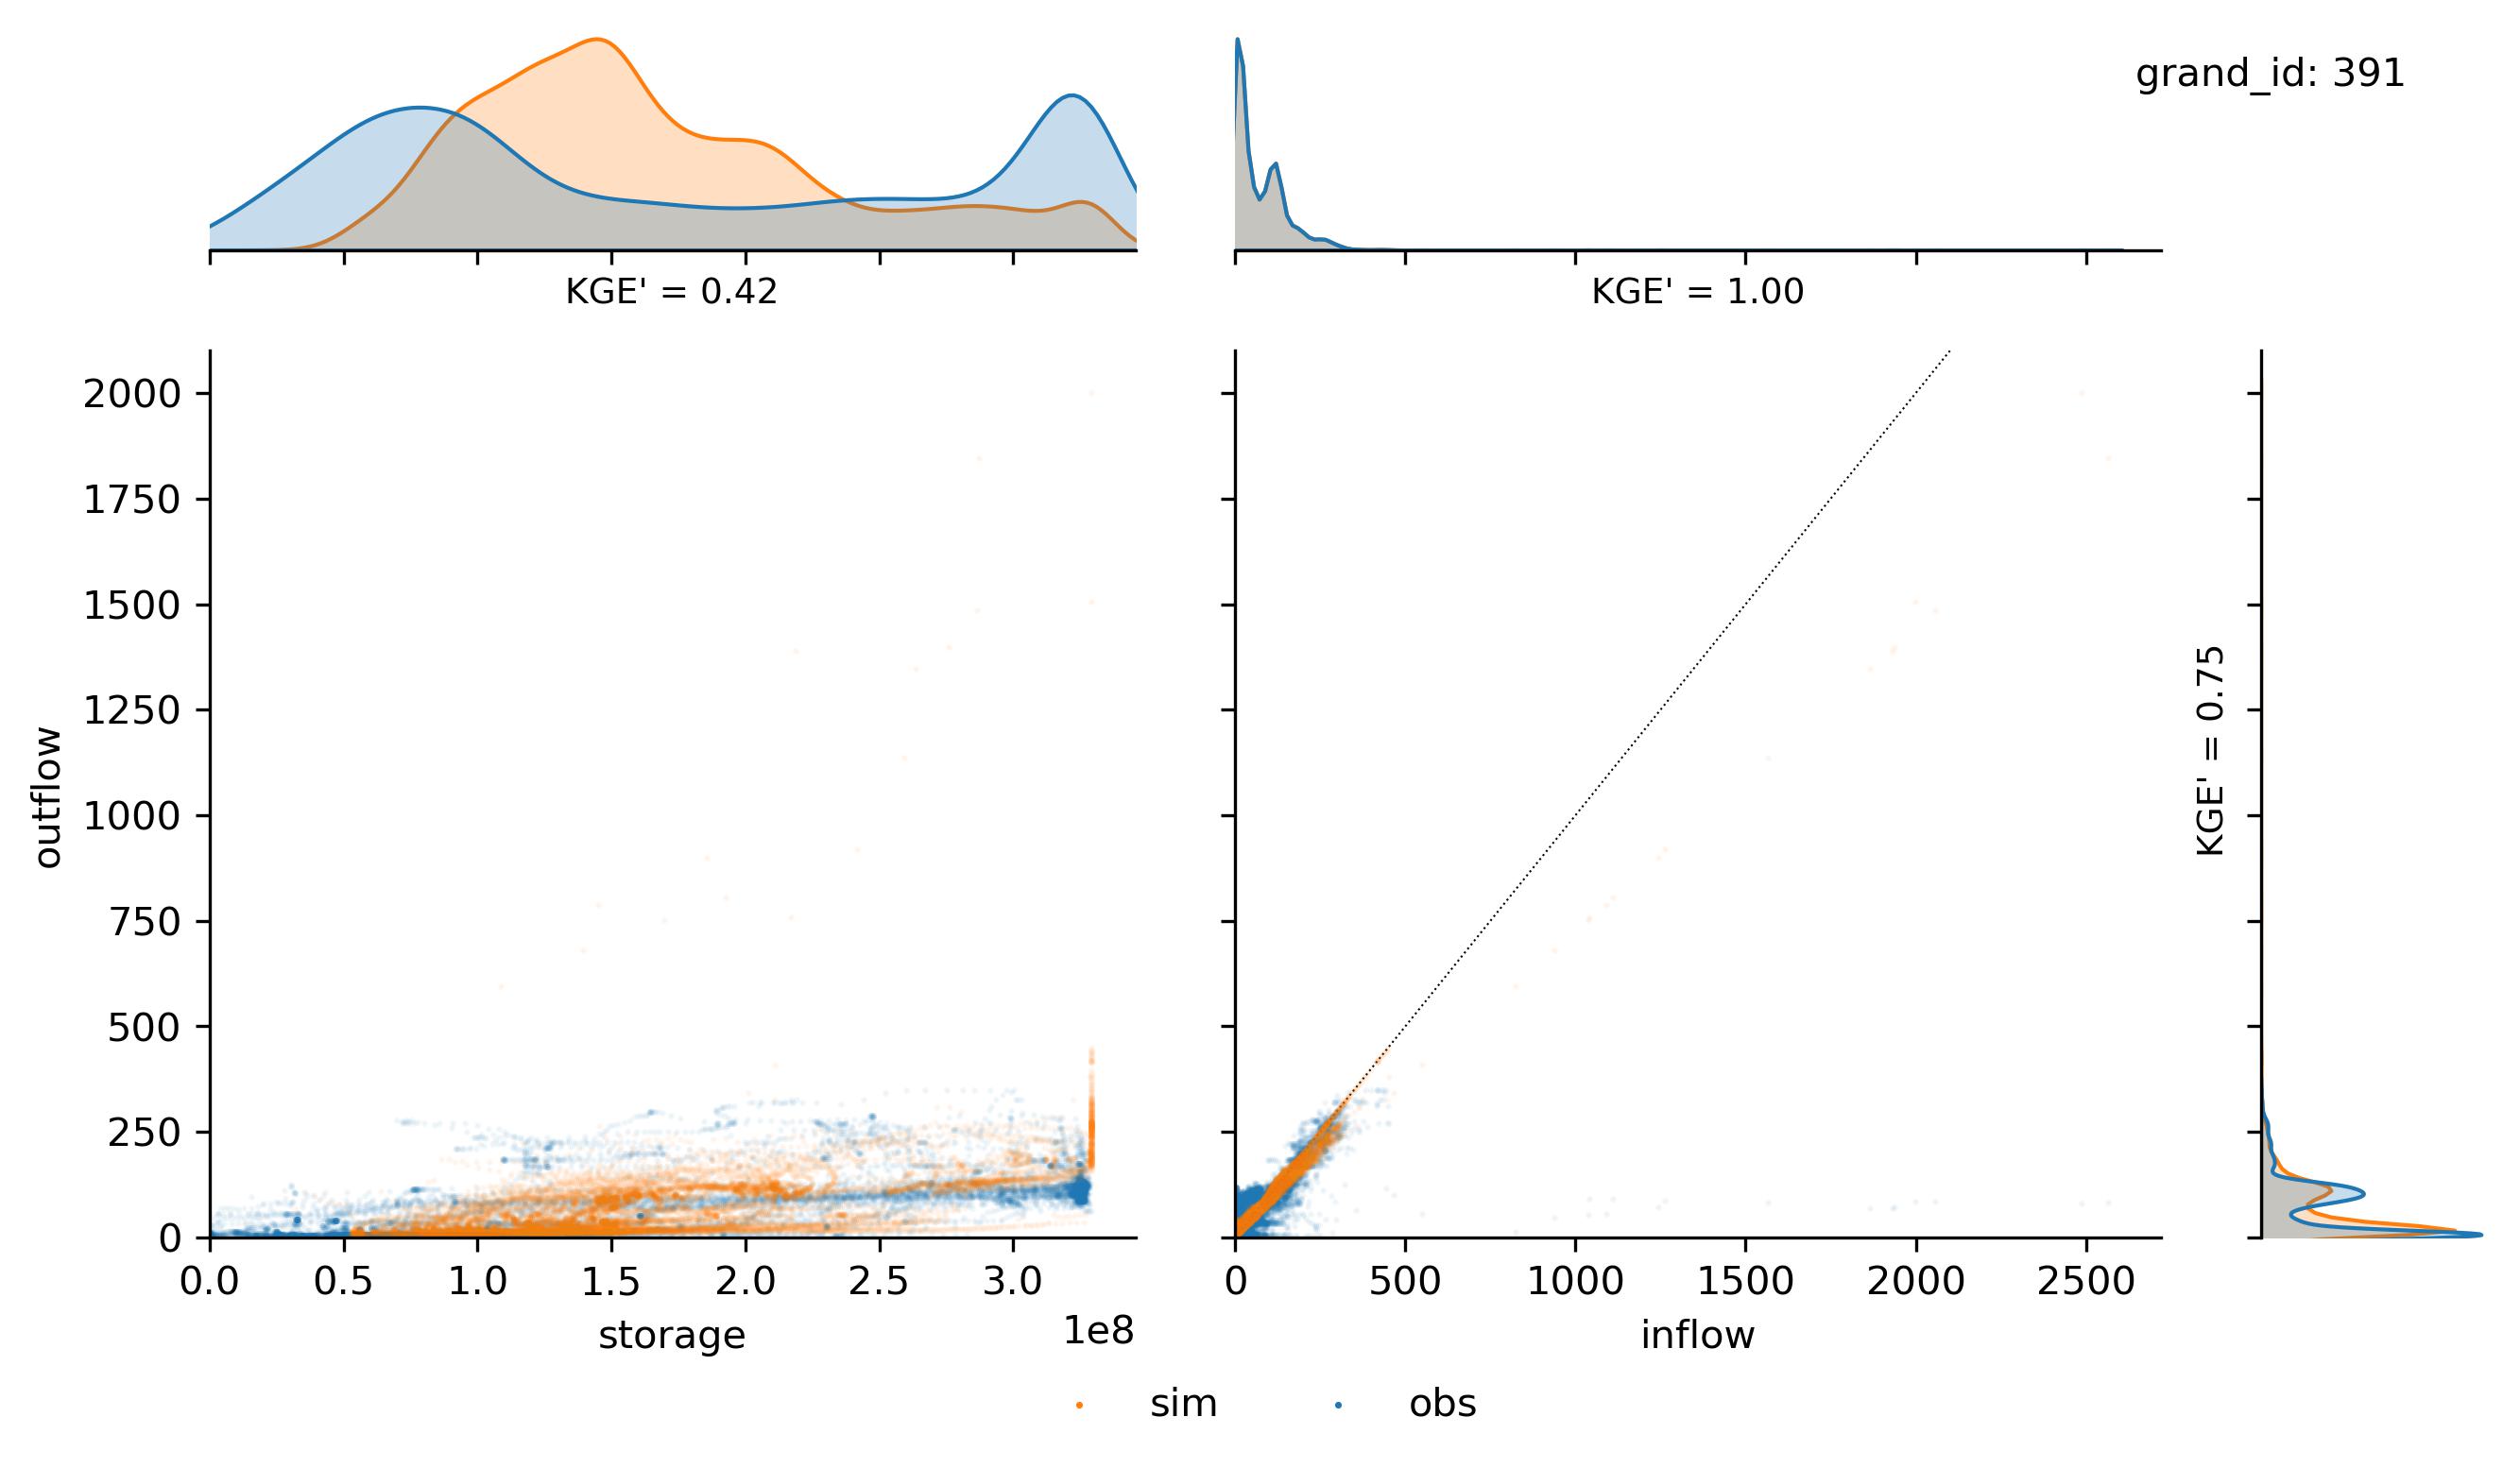 grand_id: 391
KGE' = 0.42
KGE' = 1.00
outflow
2000
1750
1500
1250
1000
750
500
250
0
KGE' = 0.75
0.0 0.5 1.0 1.5 2.0 2.5 3.0
1e8
storage
0 500 1000 1500 2000 2500
inflow
sim obs